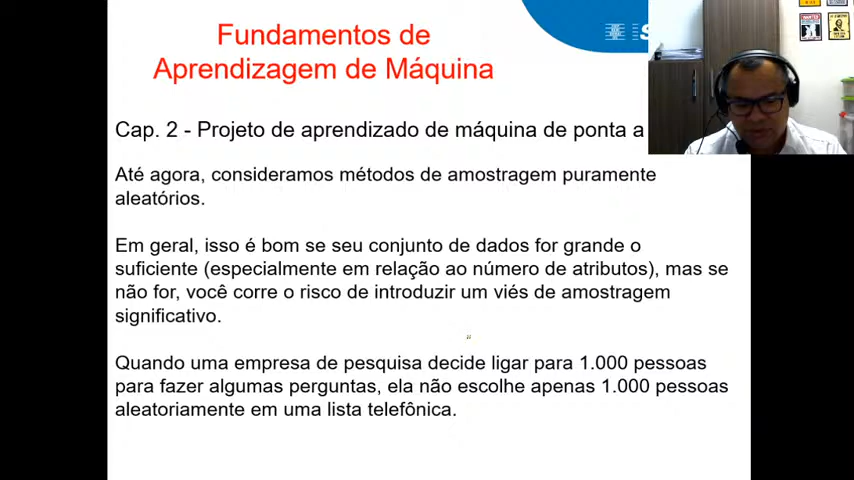 Fundamentos de
Aprendizagem de Máquina
Cap. 2 - Projeto de aprendizado de máquina de ponta a
Até agora, consideramos métodos de amostragem puramente
aleatórios.
Em geral, isso é bom se seu conjunto de dados for grande o
suficiente (especialmente em relação ao número de atributos), mas se
não for, você corre o risco de introduzir um viés de amostragem
significativo.
Quando uma empresa de pesquisa decide ligar para 1.000 pessoas
para fazer algumas perguntas, ela não escolhe apenas 1.000 pessoas
aleatoriamente em uma lista telefônica.